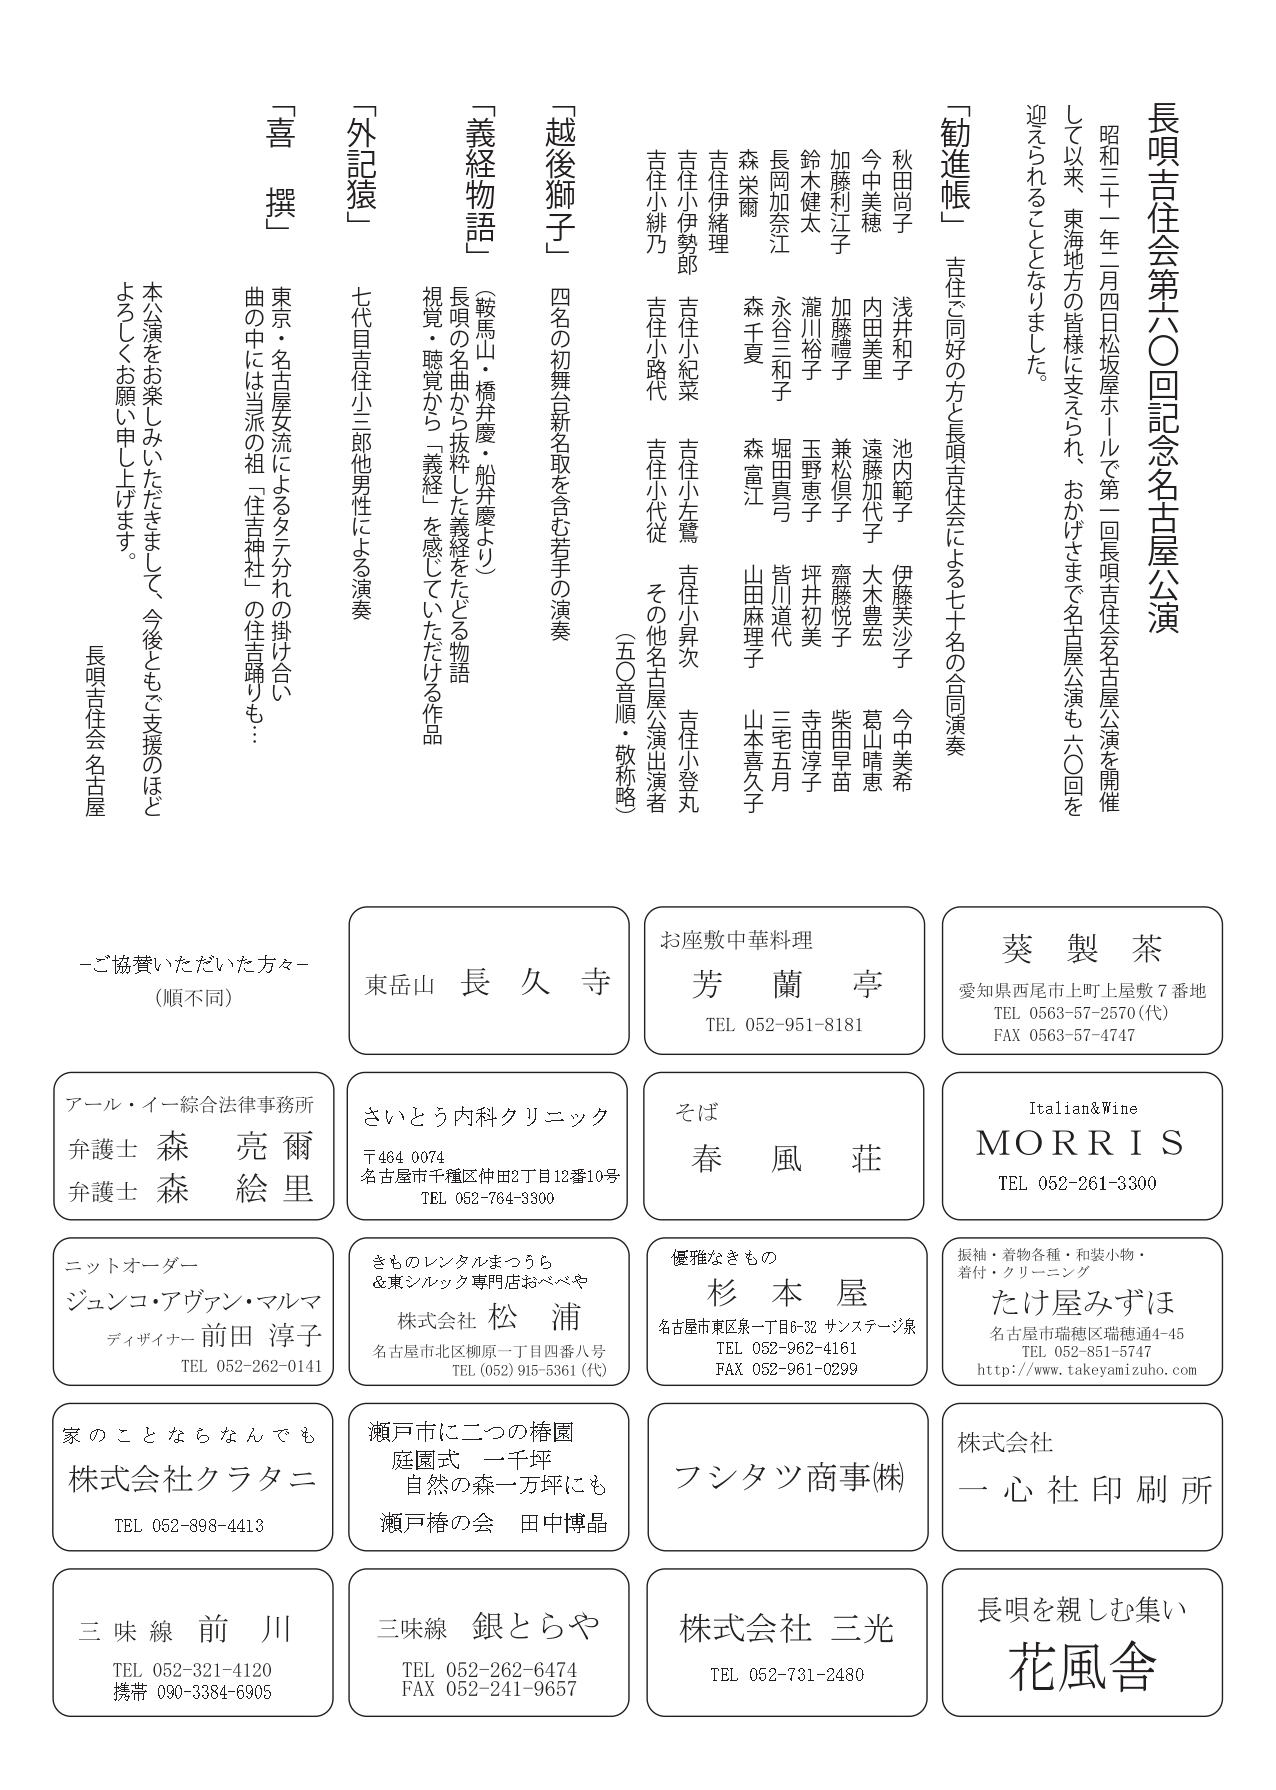 長唄吉住会第六〇回記念名古屋公演
昭和三十一年二月四日松坂屋ホールで第一回長唄吉住会名古屋公演を開催
して以来、東海地方の皆様に支えられ、おかげさまで名古屋公演も六〇回を
迎えられることとなりました。
「勧進帳」 吉住ご同好の方と長唄吉住会による七十名の合同演奏
秋田尚子 浅井和子 池内範子 伊藤芙沙子 今中美希
今中美穂 内田美里 遠藤加代子 大木豊宏 葛山晴恵
加藤利江子 加藤禮子 兼松倶子 齋藤悦子 柴田早苗
鈴木健太 瀧川裕子 玉野恵子 坪井初美 寺田淳子
長岡加奈江 永谷三和子 堀田真弓 皆川道代 三宅五月
森 栄爾 森 千夏 森 富江 山田麻理子 山本喜久子
吉住伊緒理
吉住小伊勢郎 吉住小紀菜 吉住小左鷺 吉住小昇次 吉住小登丸
吉住小緋乃 吉住小路代 吉住小代従 その他名古屋公演出演者
（五〇音順・敬称略）
「越後獅子」 四名の初舞台新名取を含む若手の演奏
「義経物語」 （鞍馬山・橋弁慶・船弁慶より）
長唄の名曲から抜粋した義経をたどる物語
視覚・聴覚から「義経」を感じていただける作品
「外記猿」 七代目吉住小三郎他男性による演奏
「喜 撰」 東京・名古屋女流によるタテ分れの掛け合い
曲の中には当派の祖「住吉神社」の住吉踊りも…
本公演をお楽しみいただきまして、今後ともご支援のほど
よろしくお願い申し上げます。
長唄吉住会名古屋
−ご協賛いただいた方々−
（順不同）
東岳山 長 久 寺
お座敷中華料理
芳 蘭 亭
TEL 052-951-8181
葵 製 茶
愛知県西尾市上町上屋敷７番地
TEL 0563-57-2570(代)
FAX 0563-57-4747
アール・イー綜合法律事務所
弁護士 森 亮 爾
弁護士 森 絵 里
さいとう内科クリニック
〒464 0074
名古屋市千種区仲田2丁目12番10号
TEL 052-764-3300
そば
春 風 荘
Italian&Wine
ＭＯＲＲＩＳ
TEL 052-261-3300
ニットオーダー
ジュンコ・アヴァン・マルマ
ディザイナー 前田 淳子
TEL 052-262-0141
きものレンタルまつうら
＆東シルック専門店おべべや
株式会社 松 浦
名古屋市北区柳原一丁目四番八号
TEL (052) 915-5361 (代)
優雅なきもの
杉 本 屋
名古屋市東区泉一丁目6-32 サンステージ泉
TEL 052-962-4161
FAX 052-961-0299
振袖・着物各種・和装小物・
着付・クリーニング
たけ屋みずほ
名古屋市瑞穂区瑞穂通4-45
TEL 052-851-5747
http://www.takeyamizuho.com
家のことならなんでも
株式会社クラタニ
TEL 052-898-4413
瀬戸市に二つの椿園
庭園式 一千坪
自然の森一万坪にも
瀬戸椿の会 田中博晶
フシタツ商事㈱
株式会社
一心社印刷所
三味線 前 川
TEL 052-321-4120
携帯 090-3384-6905
三味線 銀とらや
TEL 052-262-6474
FAX 052-241-9657
株式会社 三光
TEL 052-731-2480
長唄を親しむ集い
花風舎